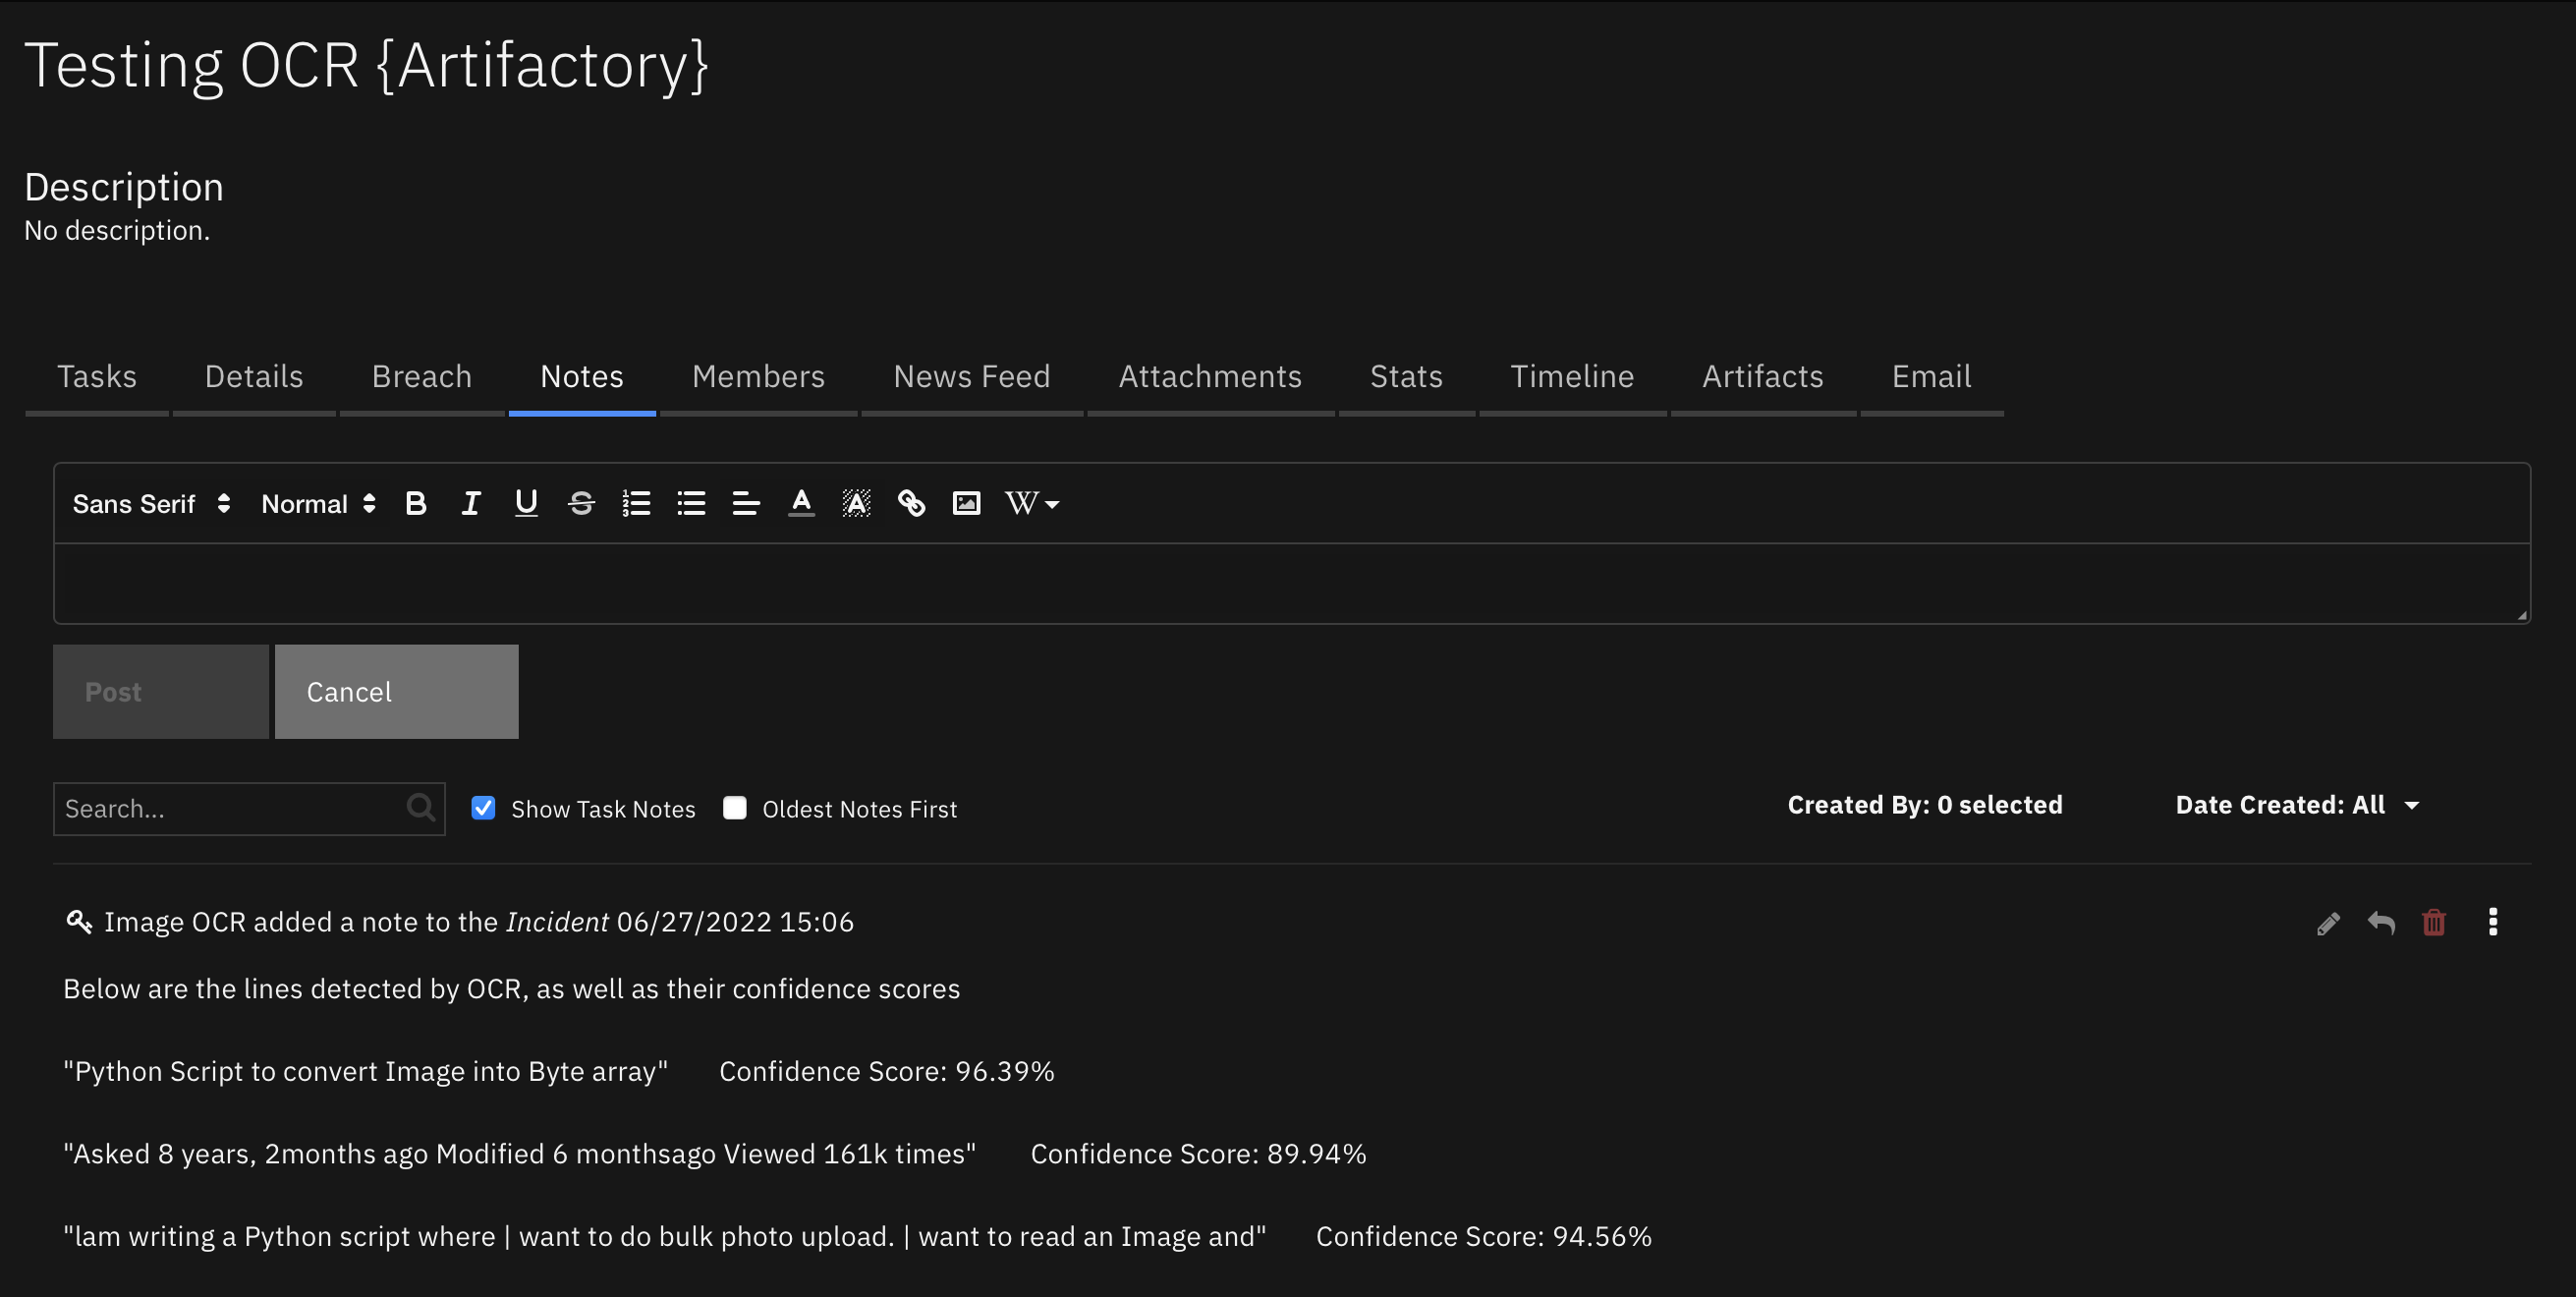 Testing OCR {Artifactory}
Description
No description.
Tasks Details Breach Notes Members News Feed Attachments Stats Timeline Artifacts Email
Sans Serif Normal B I U S A A W
Post Cancel
Search... Show Task Notes Oldest Notes First Created By: 0 selected Date Created: All
Image OCR added a note to the Incident 06/27/2022 15:06
Below are the lines detected by OCR, as well as their confidence scores
"Python Script to convert Image into Byte array" Confidence Score: 96.39%
"Asked 8 years, 2months ago Modified 6 monthsago Viewed 161k times" Confidence Score: 89.94%
"lam writing a Python script where | want to do bulk photo upload. | want to read an Image and" Confidence Score: 94.56%